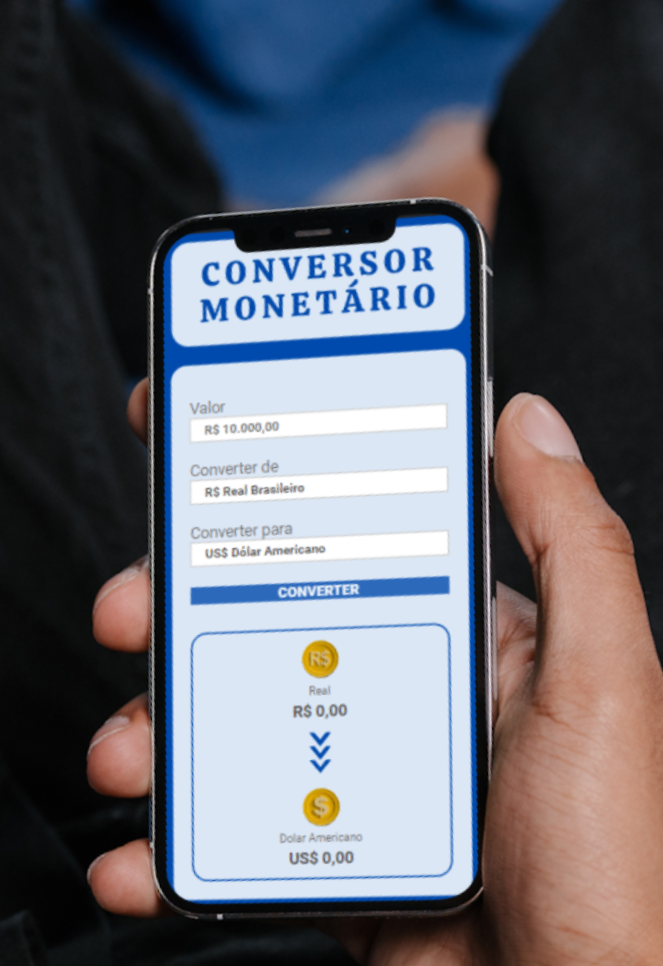 CONVERSOR
MONETÁRIO
Valor
R$ 10.000,00
Converter de
R$ Real Brasileiro
Converter para
US$ Dólar Americano
CONVERTER
R$
Real
R$ 0,00
$
Dolar Americano
US$ 0,00